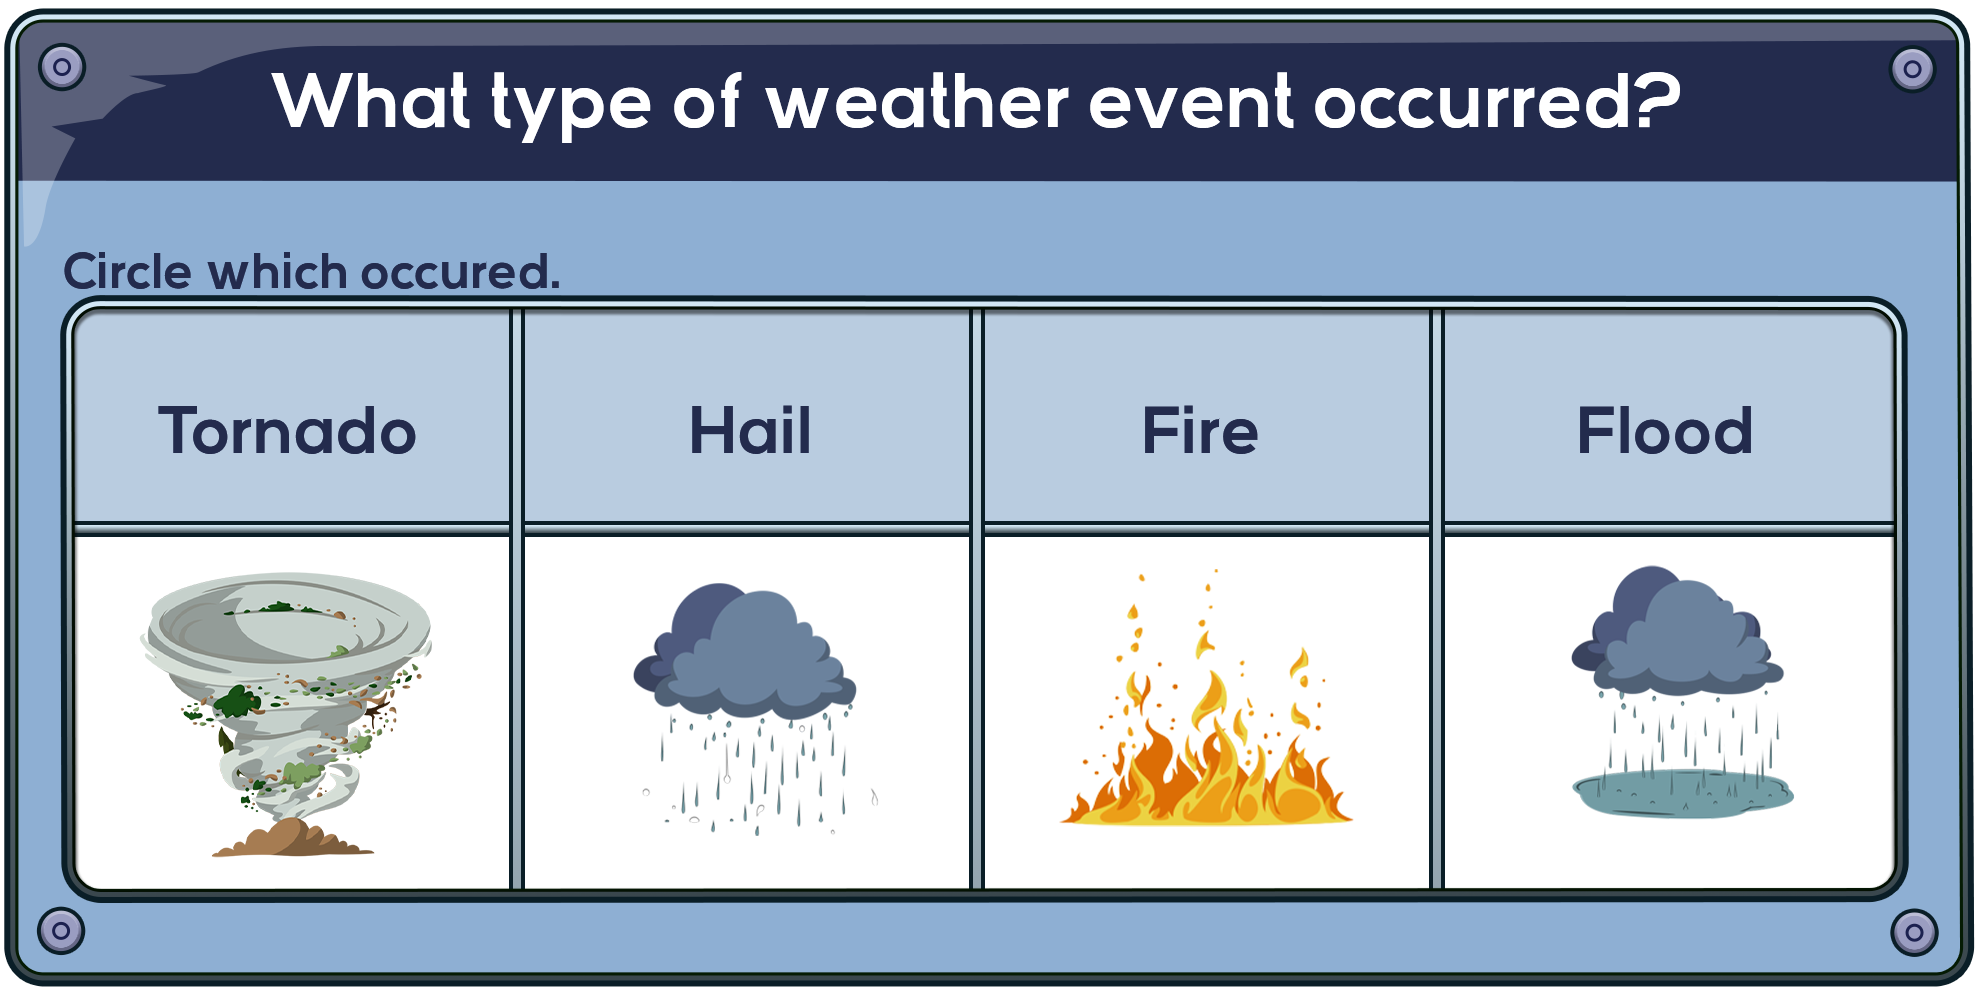 What type of weather event occurred?
Circle which occured.
Tornado
Hail
Fire
Flood